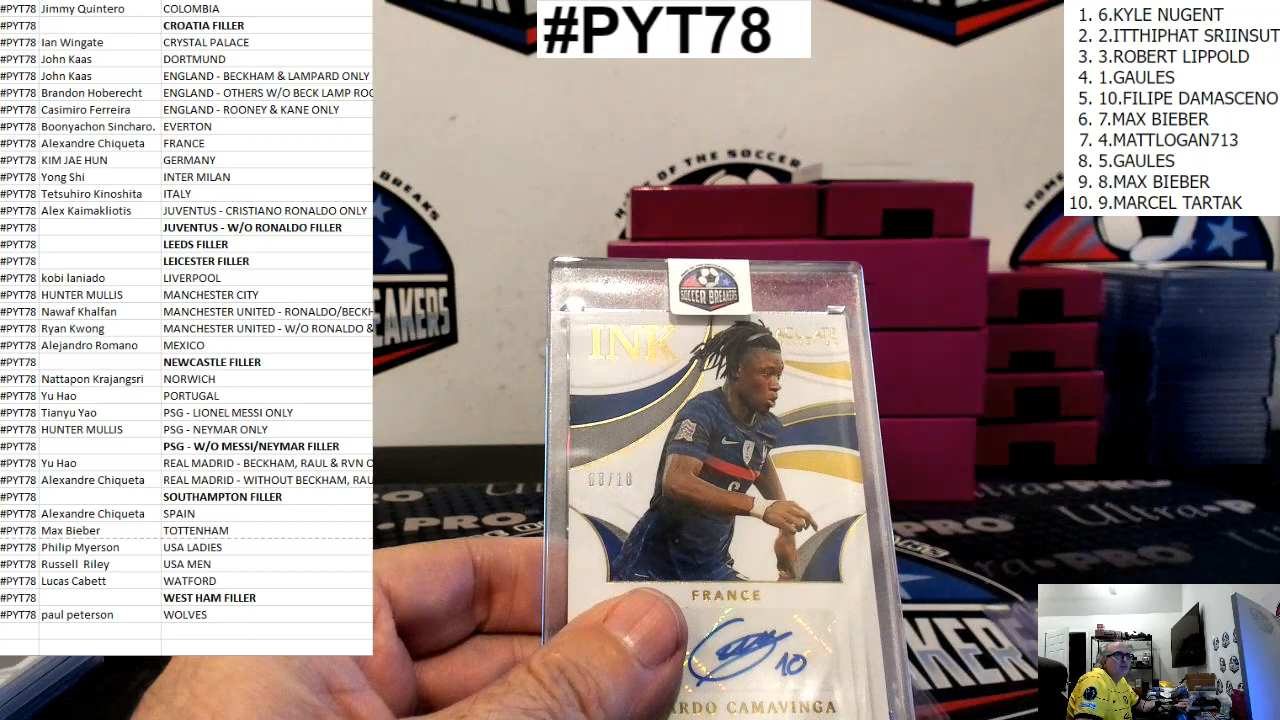 #PYT78 Jimmy Quintero COLOMBIA
#PYT78 CROATIA FILLER
#PYT78 Ian Wingate CRYSTAL PALACE
#PYT78 John Kaas DORTMUND
#PYT78 John Kaas ENGLAND - BECKHAM & LAMPARD ONLY
#PYT78 Brandon Hoberecht ENGLAND - OTHERS W/O BECK LAMP ROO
#PYT78 Casimiro Ferreira ENGLAND - ROONEY & KANE ONLY
#PYT78 Boonyachon Sincharo. EVERTON
#PYT78 Alexandre Chiqueta FRANCE
#PYT78 KIM JAE HUN GERMANY
#PYT78 Yong Shi INTER MILAN
#PYT78 Tetsuhiro Kinoshita ITALY
#PYT78 Alex Kaimakliotis JUVENTUS - CRISTIANO RONALDO ONLY
#PYT78 JUVENTUS - W/O RONALDO FILLER
#PYT78 LEEDS FILLER
#PYT78 LEICESTER FILLER
#PYT78 kobi laniado LIVERPOOL
#PYT78 HUNTER MULLIS MANCHESTER CITY
#PYT78 Nawaf Khalfan MANCHESTER UNITED - RONALDO/BECKH
#PYT78 Ryan Kwong MANCHESTER UNITED - W/O RONALDO &
#PYT78 Alejandro Romano MEXICO
#PYT78 NEWCASTLE FILLER
#PYT78 Nattapon Krajangsri NORWICH
#PYT78 Yu Hao PORTUGAL
#PYT78 Tianyu Yao PSG - LIONEL MESSI ONLY
#PYT78 HUNTER MULLIS PSG - NEYMAR ONLY
#PYT78 PSG - W/O MESSI/NEYMAR FILLER
#PYT78 Yu Hao REAL MADRID - BECKHAM, RAUL & RVN O
#PYT78 Alexandre Chiqueta REAL MADRID - WITHOUT BECKHAM, RAU
#PYT78 SOUTHAMPTON FILLER
#PYT78 Alexandre Chiqueta SPAIN
#PYT78 Max Bieber TOTTENHAM
#PYT78 Philip Myerson USA LADIES
#PYT78 Russell Riley USA MEN
#PYT78 Lucas Cabett WATFORD
#PYT78 WEST HAM FILLER
#PYT78 paul peterson WOLVES
#PYT78
1. 6.KYLE NUGENT
2. 2.ITTHIPHAT SRIINSUT
3. 3.ROBERT LIPPOLD
4. 1.GAULES
5. 10.FILIPE DAMASCENO
6. 7.MAX BIEBER
7. 4.MATTLOGAN713
8. 5.GAULES
9. 8.MAX BIEBER
10. 9.MARCEL TARTAK
OF THE SOCCER
BREAKS
EAKERS
SOCCER BREAKERS
INK
FRANCE
10
ARDO CAMAVINGA
Ultra-PRO